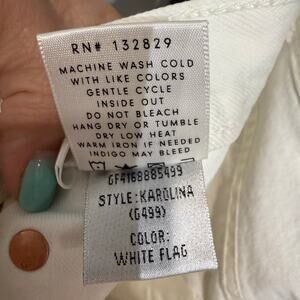 RN# 132829
MACHINE WASH COLD
WITH LIKE COLORS
GENTLE CYCLE
INSIDE OUT
DO NOT BLEACH
HANG DRY OR TUMBLE
DRY LOW HEAT
WARM IRON IF NEEDED
INDIGO MAY BLEED
GF4168885499
STYLE:KAROLINA
(G499)
COLOR:
WHITE FLAG